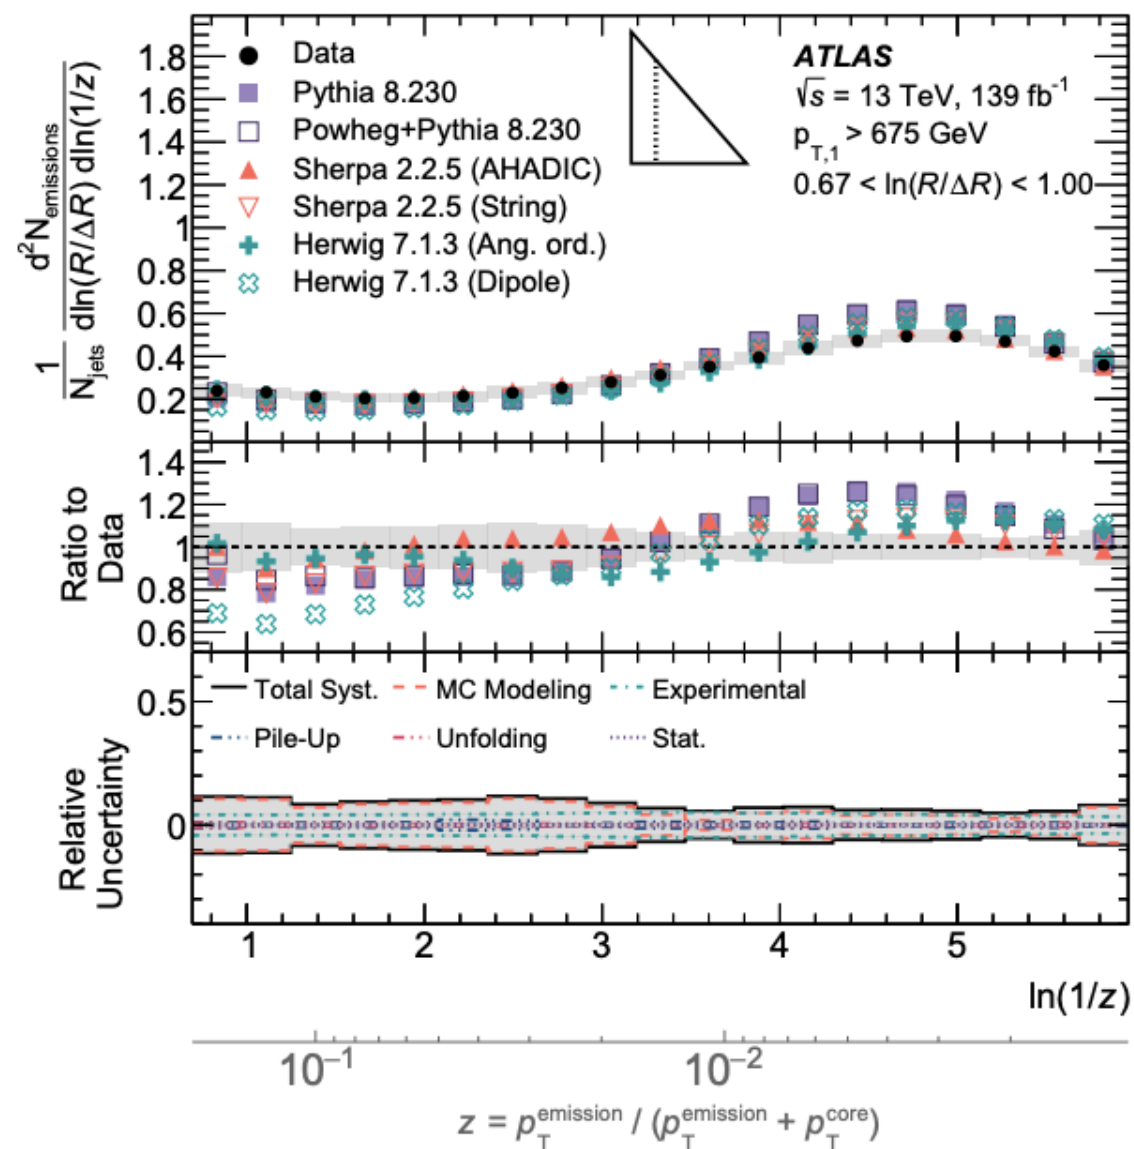 ATLAS
√s = 13 TeV, 139 fb⁻¹
p_T,1 > 675 GeV
0.67 < ln(R/ΔR) < 1.00
Data
Pythia 8.230
Powheg+Pythia 8.230
Sherpa 2.2.5 (AHADIC)
Sherpa 2.2.5 (String)
Herwig 7.1.3 (Ang. ord.)
Herwig 7.1.3 (Dipole)
1/N_jets d²N_emissions / dln(R/ΔR) dln(1/z)
1.8
1.6
1.4
1.2
1
0.8
0.6
0.4
0.2
Ratio to
Data
1.4
1.2
1
0.8
0.6
Relative
Uncertainty
0.5
0
Total Syst. MC Modeling Experimental
Pile-Up Unfolding Stat.
1 2 3 4 5
ln(1/z)
10⁻¹ 10⁻²
z = p_T^emission / (p_T^emission + p_T^core)